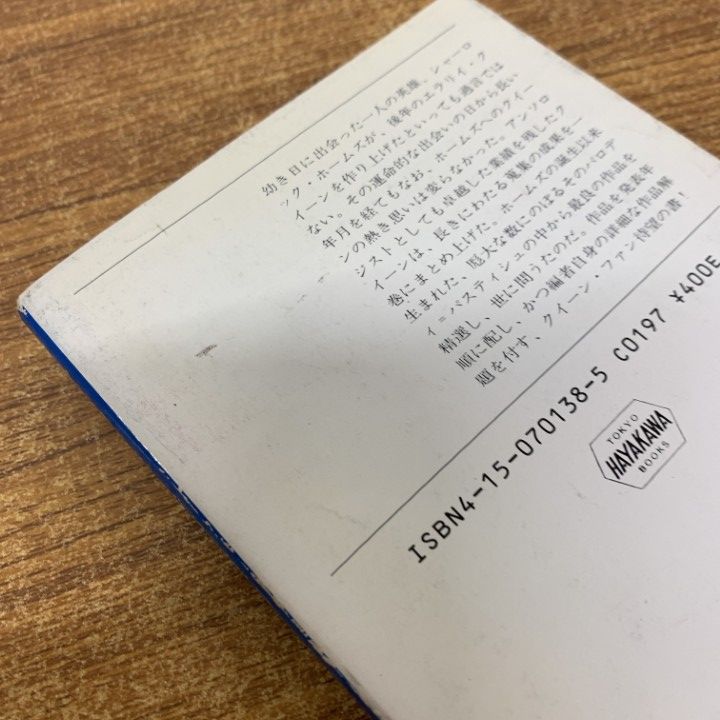 幼き日に出会った一人の英雄、シャーロ
ック・ホームズが、後年のエラリイ・ク
イーンを作り上げたといっても過言では
ない。その運命的な出会いの日から長い
年月を経てもなお、ホームズへのクイー
ンの熱き思いは変らなかった。アンソロ
ジストとしても卓越した業績を残したク
イーンは、長きにわたる蒐集の成果を一
巻にまとめ上げた。ホームズの誕生以来
生まれた、厖大な数にのぼるそのパロデ
ィ=パスティシュの中から最良の作品を
精選し、世に問うたのだ。作品を発表年
順に配し、かつ編者自身の詳細な作品解
題を付す、クイーン・ファン待望の書!
ISBN4-15-070138-5 C0197 ¥400E
TOKYO
HAYAKAWA
BOOKS